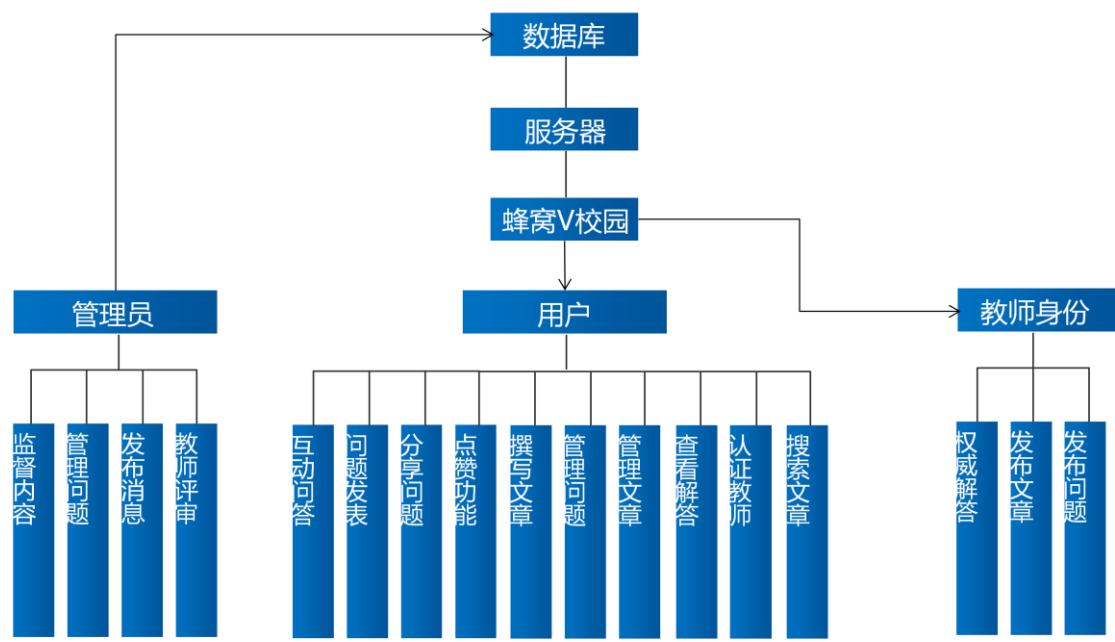 数据库
服务器
蜂窝V校园
管理员
用户
教师身份
监督内容
管理问题
发布消息
教师评审
互动问答
问题发表
分享问题
点赞功能
撰写文章
管理问题
管理文章
查看解答
认证教师
搜索文章
权威解答
发布文章
发布问题